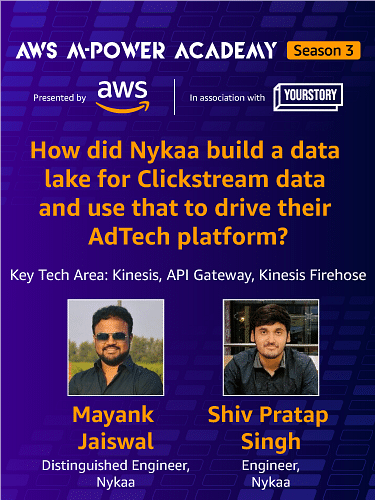 AWS M-POWER ACADEMY Season 3
Presented by aws In association with YOURSTORY
How did Nykaa build a data
lake for Clickstream data
and use that to drive their
AdTech platform?
Key Tech Area: Kinesis, API Gateway, Kinesis Firehose
Mayank Shiv Pratap
Jaiswal Singh
Distinguished Engineer, Engineer,
Nykaa Nykaa